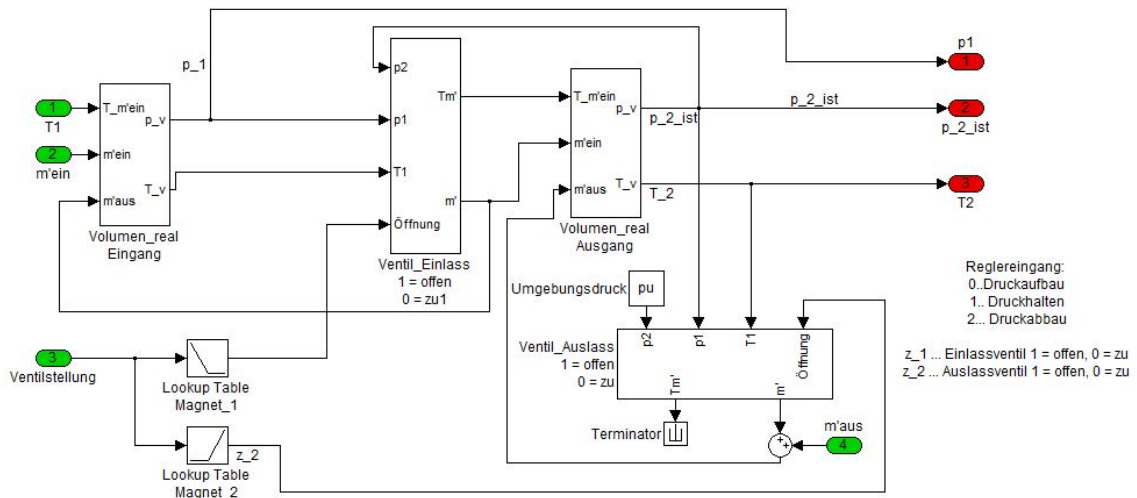 p1
1
p_1
p2
1
T1
T_m'ein
p_v
p1
Tm'
T_m'ein
p_v
p_2_ist
p_2_ist
2
p_2_ist
2
m'ein
m'ein
T1
m'ein
m'aus
T_v
m'
m'aus
T_v
T_2
3
T2
Öffnung
Volumen_real
Eingang
Volumen_real
Ausgang
Ventil_Einlass
1 = offen
0 = zu1
Reglereingang:
0..Druckaufbau
1.. Druckhalten
2... Druckabbau
Umgebungsdruck
pu
3
Ventilstellung
Lookup Table
Magnet_1
Ventil_Auslass
1 = offen
0 = zu
p2
p1
T1
Öffnung
Tm'
m'
z_1 ... Einlassventil 1 = offen, 0 = zu
z_2 ... Auslassventil 1 = offen, 0 = zu
Terminator
m'aus
4
z_2
Lookup Table
Magnet_2